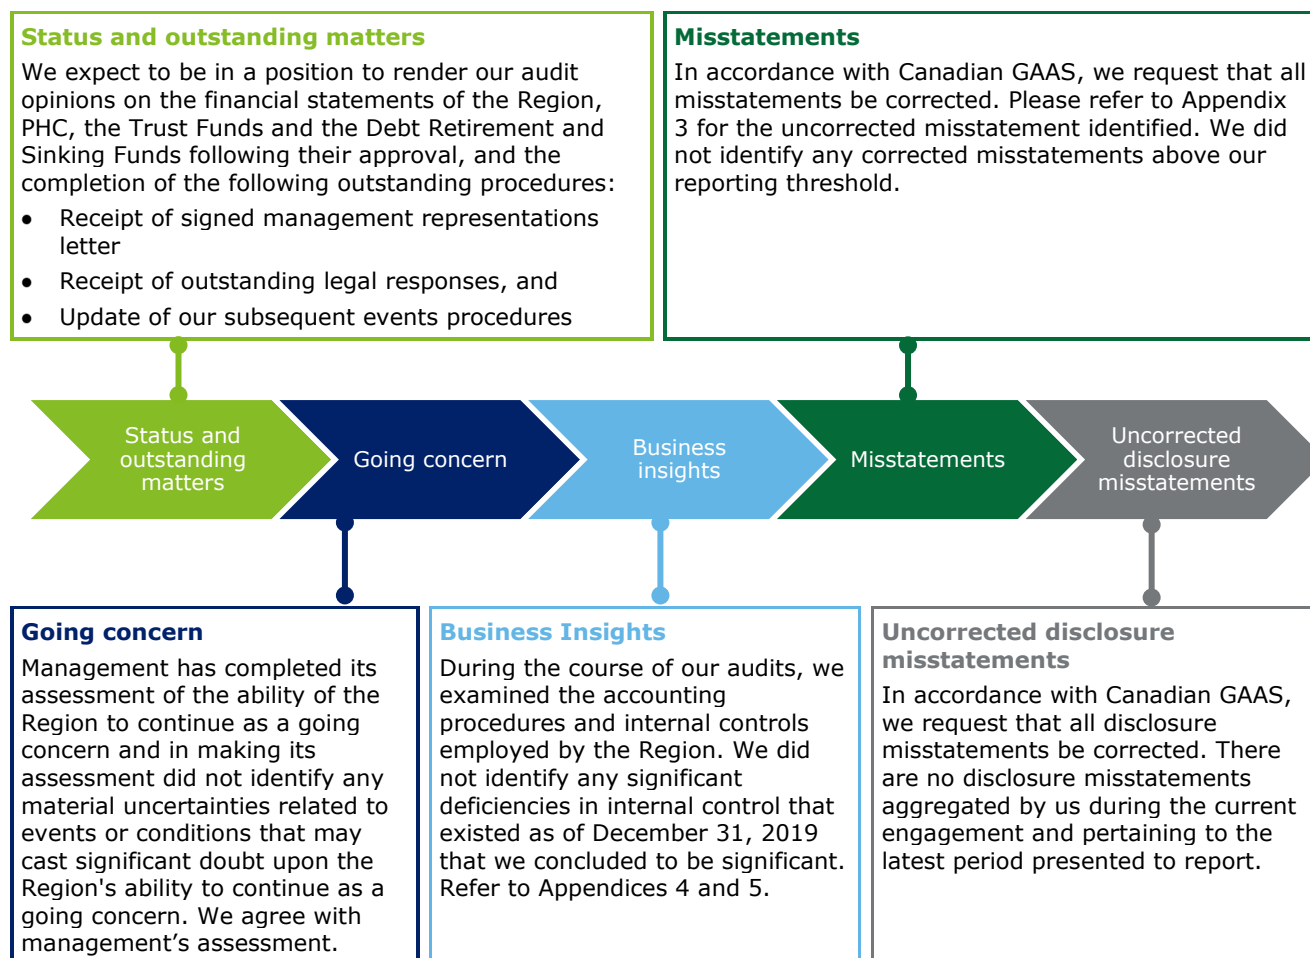 Status and outstanding matters
We expect to be in a position to render our audit
opinions on the financial statements of the Region,
PHC, the Trust Funds and the Debt Retirement and
Sinking Funds following their approval, and the
completion of the following outstanding procedures:
• Receipt of signed management representations
letter
• Receipt of outstanding legal responses, and
• Update of our subsequent events procedures
Misstatements
In accordance with Canadian GAAS, we request that all
misstatements be corrected. Please refer to Appendix
3 for the uncorrected misstatement identified. We did
not identify any corrected misstatements above our
reporting threshold.
Status and
outstanding
matters
Going concern
Business
insights
Misstatements
Uncorrected
disclosure
misstatements
Going concern
Management has completed its
assessment of the ability of the
Region to continue as a going
concern and in making its
assessment did not identify any
material uncertainties related to
events or conditions that may
cast significant doubt upon the
Region's ability to continue as a
going concern. We agree with
management’s assessment.
Business Insights
During the course of our audits, we
examined the accounting
procedures and internal controls
employed by the Region. We did
not identify any significant
deficiencies in internal control that
existed as of December 31, 2019
that we concluded to be significant.
Refer to Appendices 4 and 5.
Uncorrected disclosure
misstatements
In accordance with Canadian GAAS,
we request that all disclosure
misstatements be corrected. There
are no disclosure misstatements
aggregated by us during the current
engagement and pertaining to the
latest period presented to report.